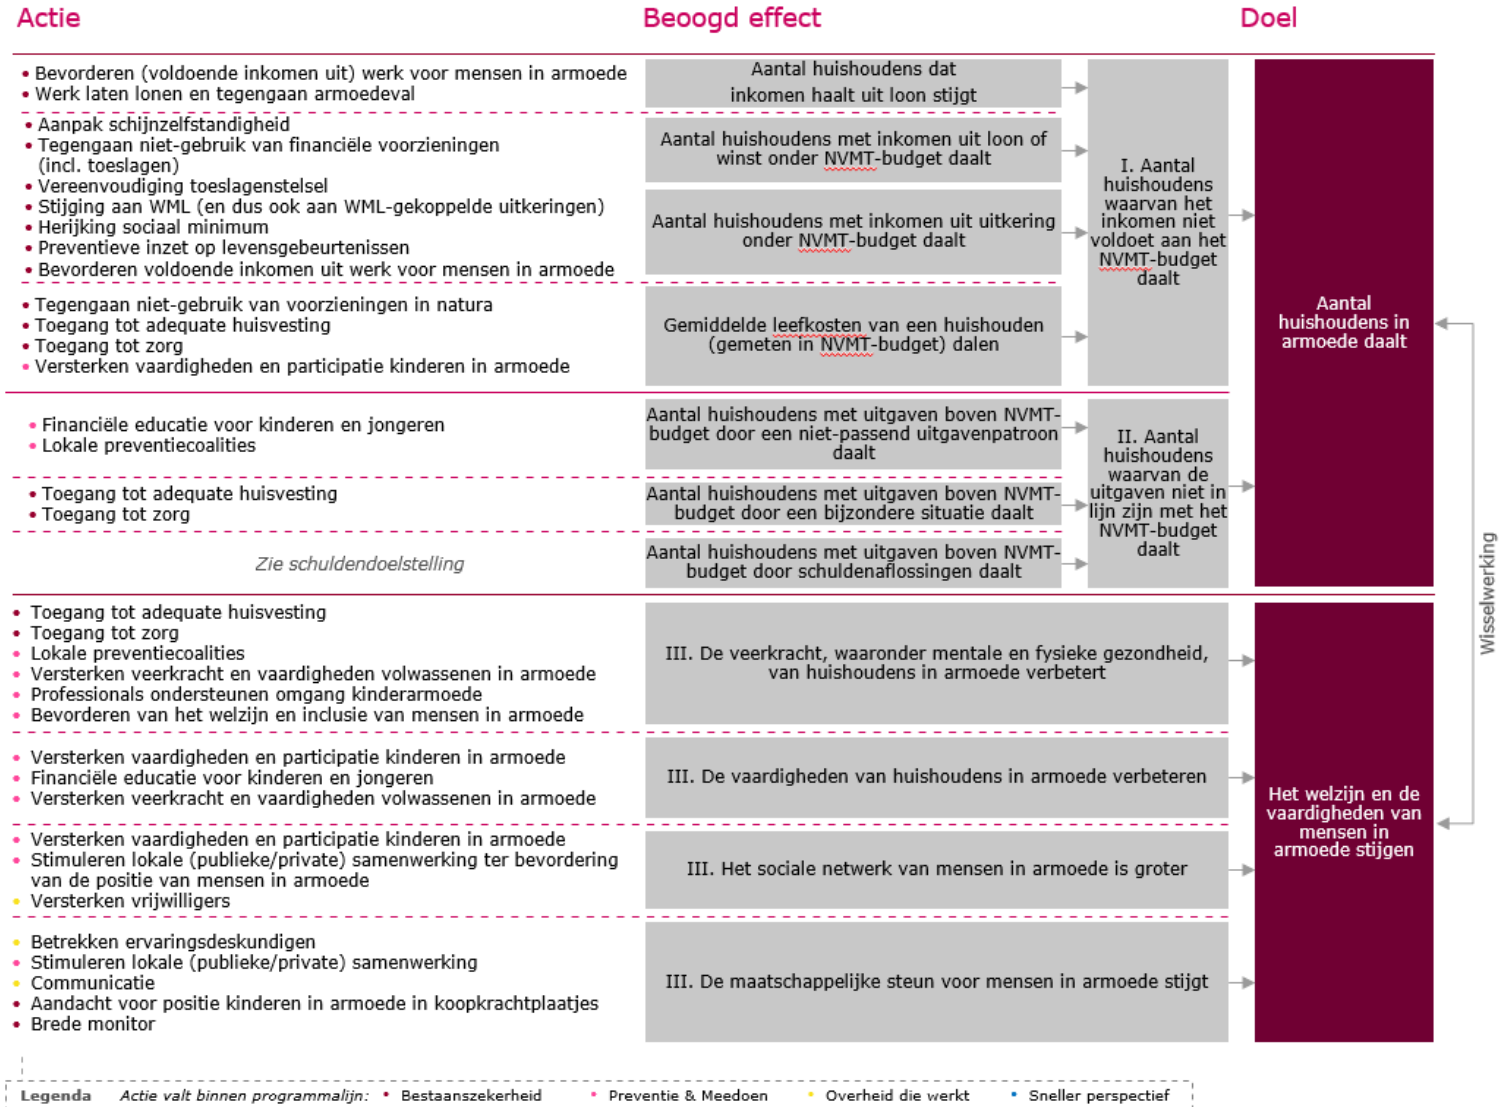 Actie
Beoogd effect
Doel
• Bevorderen (voldoende inkomen uit) werk voor mensen in armoede
• Werk laten lonen en tegengaan armoedeval
Aantal huishoudens dat
inkomen haalt uit loon stijgt
• Aanpak schijnzelfstandigheid
• Tegengaan niet-gebruik van financiële voorzieningen
(incl. toeslagen)
• Vereenvoudiging toeslagenstelsel
• Stijging aan WML (en dus ook aan WML-gekoppelde uitkeringen)
• Herijking sociaal minimum
• Preventieve inzet op levensgebeurtenissen
• Bevorderen voldoende inkomen uit werk voor mensen in armoede
Aantal huishoudens met inkomen uit loon of
winst onder NVMT-budget daalt
Aantal huishoudens met inkomen uit uitkering
onder NVMT-budget daalt
• Tegengaan niet-gebruik van voorzieningen in natura
• Toegang tot adequate huisvesting
• Toegang tot zorg
• Versterken vaardigheden en participatie kinderen in armoede
Gemiddelde leefkosten van een huishouden
(gemeten in NVMT-budget) dalen
I. Aantal
huishoudens
waarvan het
inkomen niet
voldoet aan het
NVMT-budget
daalt
• Financiële educatie voor kinderen en jongeren
• Lokale preventiecoalities
Aantal huishoudens met uitgaven boven NVMT-
budget door een niet-passend uitgavenpatroon
daalt
• Toegang tot adequate huisvesting
• Toegang tot zorg
Aantal huishoudens met uitgaven boven NVMT-
budget door een bijzondere situatie daalt
Zie schuldendoelstelling
Aantal huishoudens met uitgaven boven NVMT-
budget door schuldenaflossingen daalt
II. Aantal
huishoudens
waarvan de
uitgaven niet in
lijn zijn met het
NVMT-budget
daalt
Aantal
huishoudens in
armoede daalt
• Toegang tot adequate huisvesting
• Toegang tot zorg
• Lokale preventiecoalities
• Versterken veerkracht en vaardigheden volwassenen in armoede
• Professionals ondersteunen omgang kinderarmoede
• Bevorderen van het welzijn en inclusie van mensen in armoede
III. De veerkracht, waaronder mentale en fysieke gezondheid,
van huishoudens in armoede verbetert
• Versterken vaardigheden en participatie kinderen in armoede
• Financiële educatie voor kinderen en jongeren
• Versterken veerkracht en vaardigheden volwassenen in armoede
III. De vaardigheden van huishoudens in armoede verbeteren
• Versterken vaardigheden en participatie kinderen in armoede
• Stimuleren lokale (publieke/private) samenwerking ter bevordering
van de positie van mensen in armoede
• Versterken vrijwilligers
III. Het sociale netwerk van mensen in armoede is groter
• Betrekken ervaringsdeskundigen
• Stimuleren lokale (publieke/private) samenwerking
• Communicatie
• Aandacht voor positie kinderen in armoede in koopkrachtplaatjes
• Brede monitor
III. De maatschappelijke steun voor mensen in armoede stijgt
Het welzijn en de
vaardigheden van
mensen in
armoede stijgen
Wisselwerking
Legenda Actie valt binnen programmalijn: • Bestaanszekerheid • Preventie & Meedoen • Overheid die werkt • Sneller perspectief